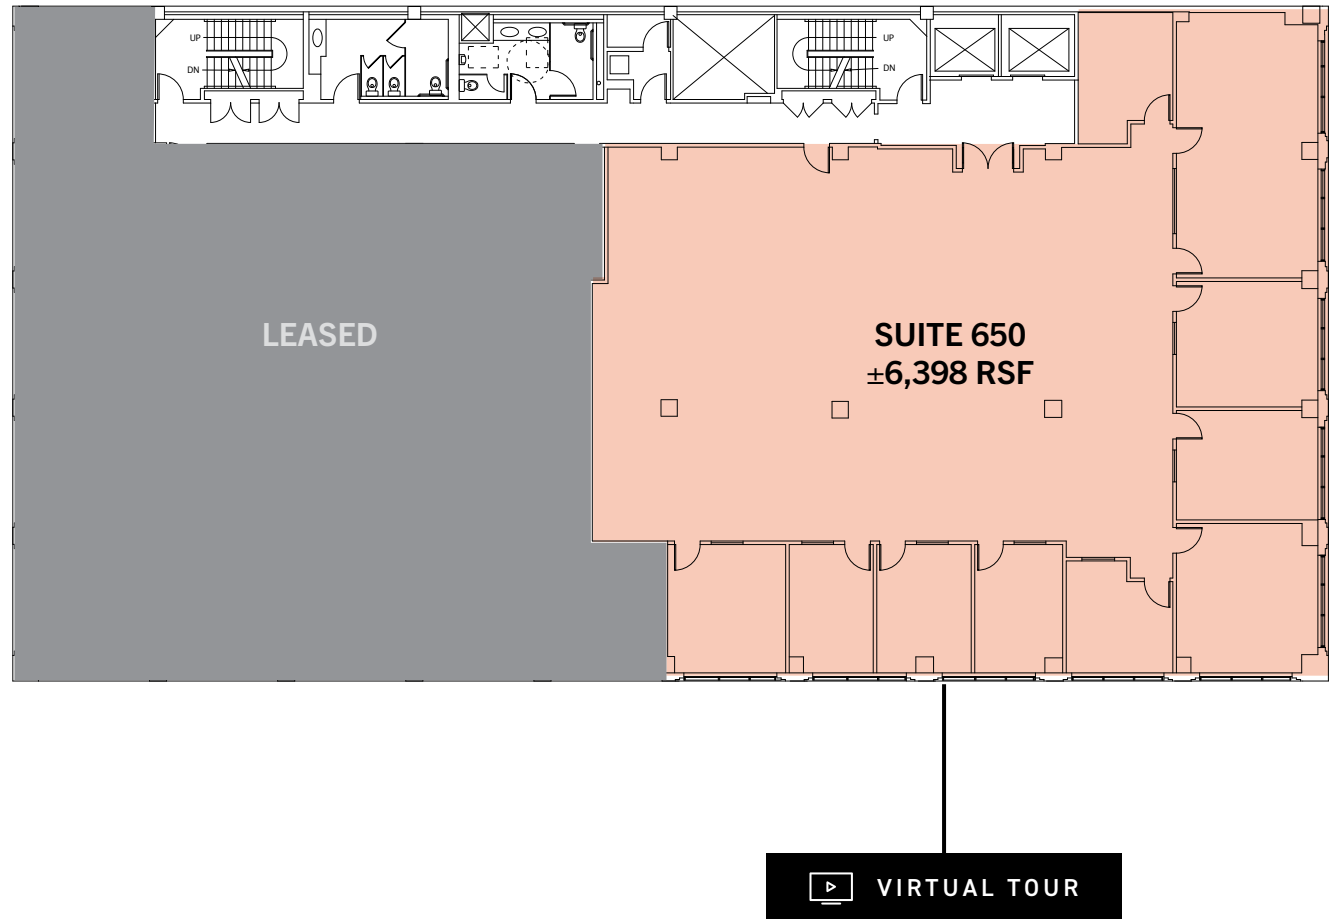 UP
DN
UP
DN
LEASED
SUITE 650
±6,398 RSF
VIRTUAL TOUR